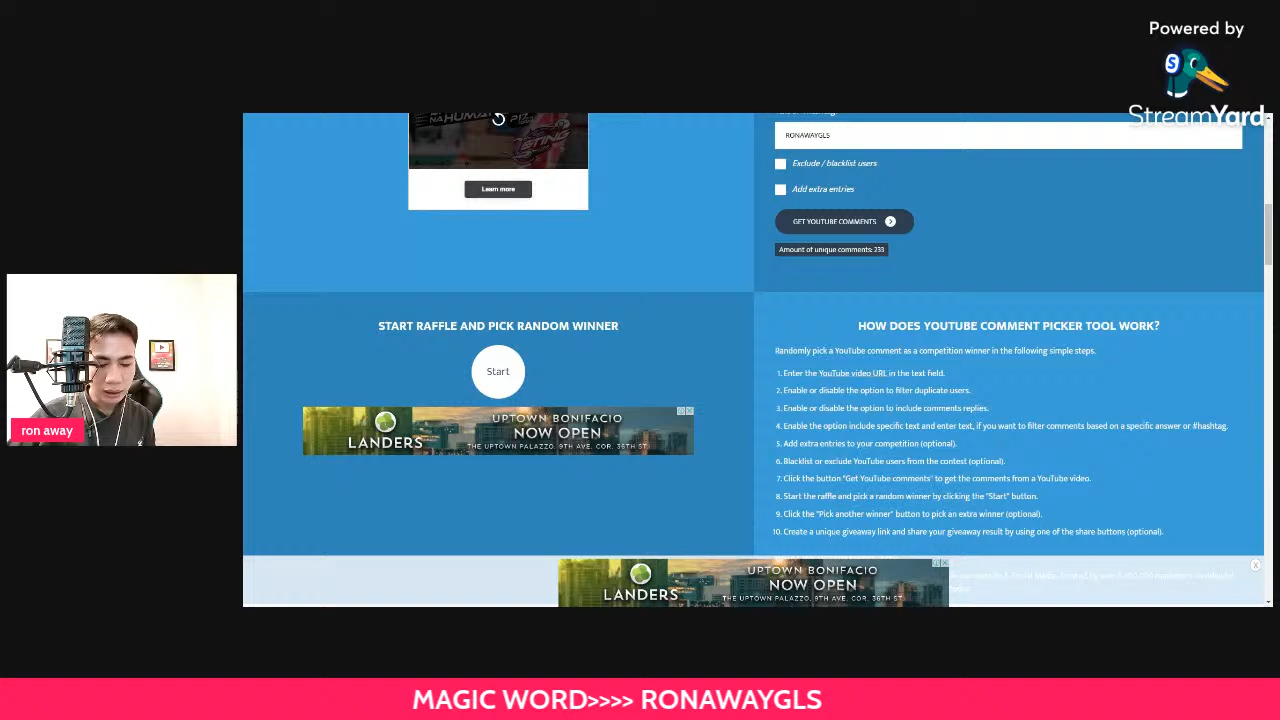 Powered by
S
StreamYard
NAHUMAN P17
Learn more
RONAWAYGLS
Exclude / blacklist users
Add extra entries
GET YOUTUBE COMMENTS
Amount of unique comments: 233
START RAFFLE AND PICK RANDOM WINNER
Start
LANDERS
UPTOWN BONIFACIO
NOW OPEN
THE UPTOWN PALAZZO, 9TH AVE. COR. 36TH ST.
HOW DOES YOUTUBE COMMENT PICKER TOOL WORK?
Randomly pick a YouTube comment as a competition winner in the following simple steps.
1. Enter the YouTube video URL in the text field.
2. Enable or disable the option to filter duplicate users.
3. Enable or disable the option to include comments replies.
4. Enable the option include specific text and enter text, if you want to filter comments based on a specific answer or #hashtag.
5. Add extra entries to your competition (optional).
6. Blacklist or exclude YouTube users from the contest (optional).
7. Click the button "Get YouTube comments" to get the comments from a YouTube video.
8. Start the raffle and pick a random winner by clicking the "Start" button.
9. Click the "Pick another winner" button to pick an extra winner (optional).
10. Create a unique giveaway link and share your giveaway result by using one of the share buttons (optional).
LANDERS
UPTOWN BONIFACIO
NOW OPEN
THE UPTOWN PALAZZO, 9TH AVE. COR. 36TH ST.
X
ron away
MAGIC WORD>>>> RONAWAYGLS